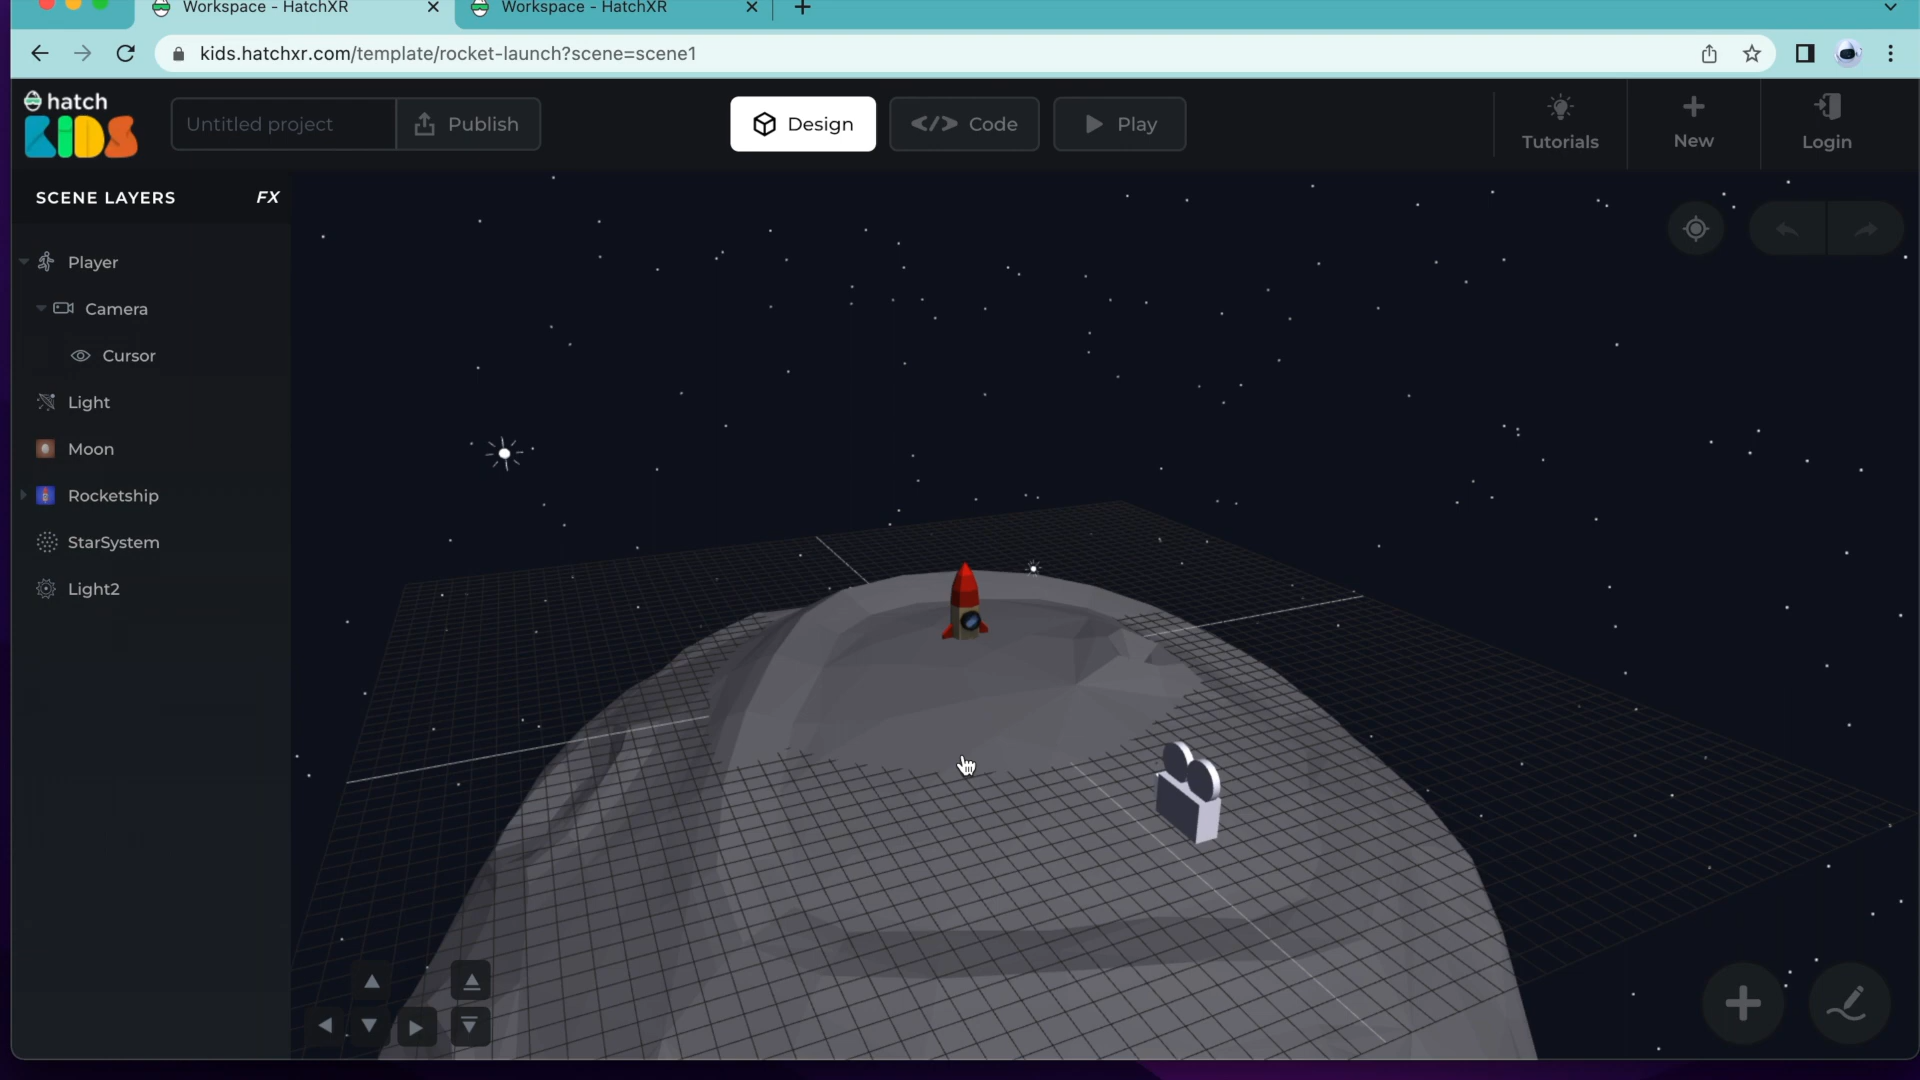 Workspace - HatchXR
Workspace - HatchXR
kids.hatchxr.com/template/rocket-launch?scene=scene1
hatch
KIDS
Untitled project
Publish
Design
</> Code
Play
Tutorials
New
Login
SCENE LAYERS FX
Player
Camera
Cursor
Light
Moon
Rocketship
StarSystem
Light2